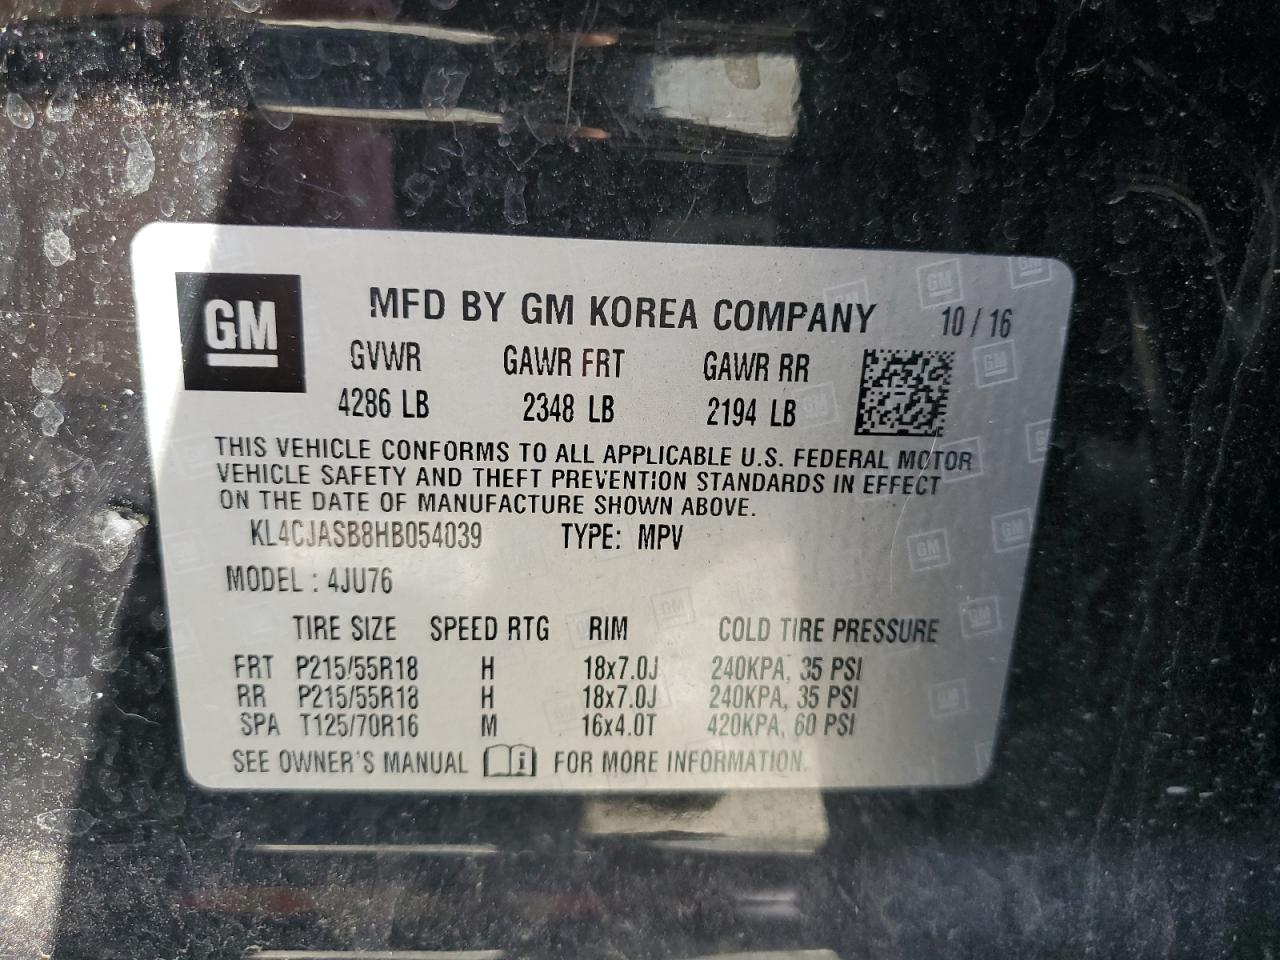 GM
MFD BY GM KOREA COMPANY 10 / 16
GVWR GAWR FRT GAWR RR
4286 LB 2348 LB 2194 LB
THIS VEHICLE CONFORMS TO ALL APPLICABLE U.S. FEDERAL MOTOR
VEHICLE SAFETY AND THEFT PREVENTION STANDARDS IN EFFECT
ON THE DATE OF MANUFACTURE SHOWN ABOVE.
KL4CJASB8HB054039 TYPE: MPV
MODEL : 4JU76
TIRE SIZE SPEED RTG RIM COLD TIRE PRESSURE
FRT P215/55R18 H 18x7.0J 240KPA, 35 PSI
RR P215/55R18 H 18x7.0J 240KPA, 35 PSI
SPA T125/70R16 M 16x4.0T 420KPA, 60 PSI
SEE OWNER'S MANUAL i FOR MORE INFORMATION.